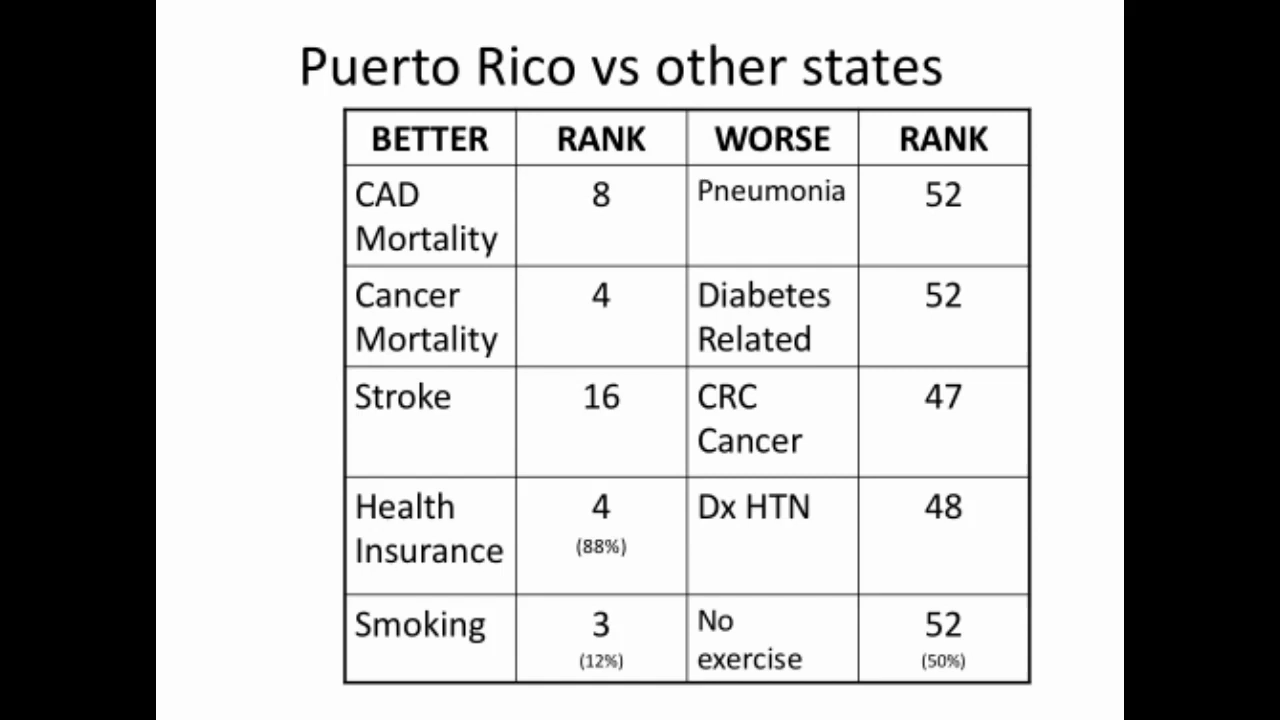 Puerto Rico vs other states
BETTER RANK WORSE RANK
CAD Mortality 8 Pneumonia 52
Cancer Mortality 4 Diabetes Related 52
Stroke 16 CRC Cancer 47
Health Insurance 4 (88%) Dx HTN 48
Smoking 3 (12%) No exercise 52 (50%)